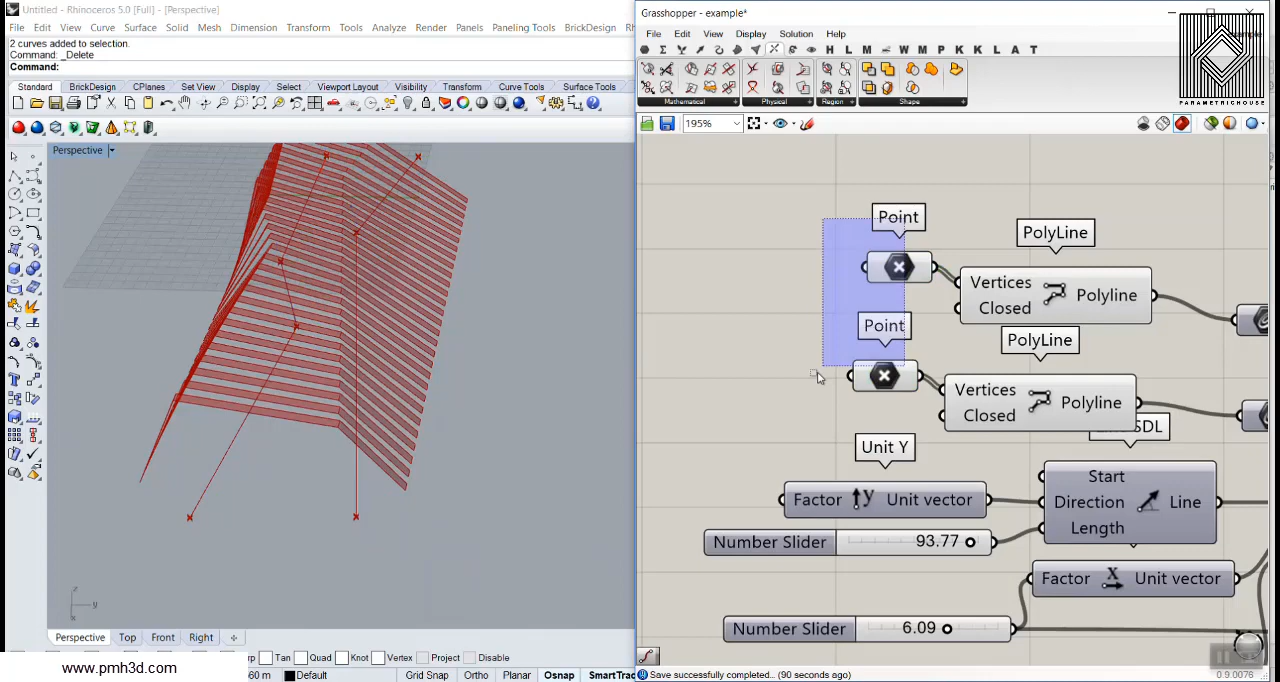 Untitled - Rhinoceros 5.0 [Full] - [Perspective]
File Edit View Curve Surface Solid Mesh Dimension Transform Tools Analyze Render Panels Paneling Tools BrickDesign
2 curves added to selection.
Command: _Delete
Command:
Standard BrickDesign CPlanes Set View Display Select Viewport Layout Visibility Transform Curve Tools Surface Tools
Perspective
z
y
x
Perspective Top Front Right
Tan Quad Knot Vertex Project Disable
www.pmh3d.com
Default
Grid Snap Ortho Planar Osnap SmartTrac
Grasshopper - example*
File Edit View Display Solution Help
H L M W M P K K L A T
Mathematical Physical Region Shape
PARAMETRICHOUSE
195%
Point
PolyLine
Vertices
Closed
Polyline
Point
PolyLine
Vertices
Closed
Polyline
SDL
Unit Y
Factor y Unit vector
Start
Direction
Length
Line
Number Slider 93.77
Factor X Unit vector
Number Slider 6.09
Save successfully completed... (90 seconds ago)
0.9.0076